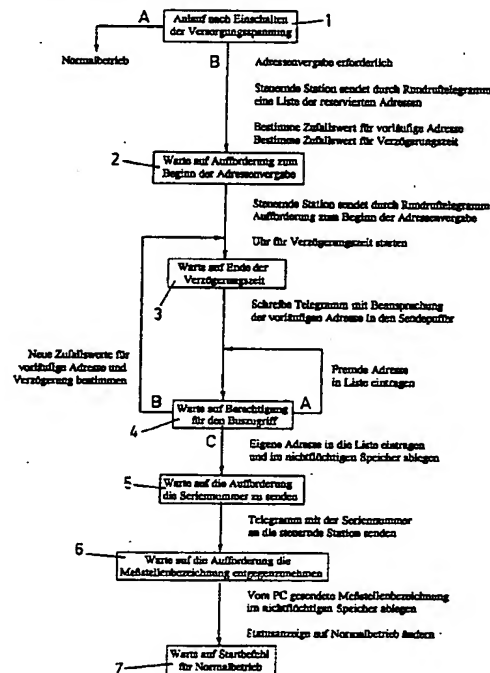 A
Anlauf nach Einschalten
der Versorgungsspannung
1
Normalbetrieb
B
Adressenvergabe erforderlich
Steuernde Station sendet durch Rundruftelegramm
eine Liste der reservierten Adressen
Bestimme Zufallswert für vorläufige Adresse
Bestimme Zufallswert für Verzögerungszeit
2
Warte auf Aufforderung zum
Beginn der Adressenvergabe
Steuernde Station sendet durch Rundruftelegramm
Aufforderung zum Beginn der Adressenvergabe
Uhr für Verzögerungszeit starten
Warte auf Ende der
Verzögerungszeit
3
Schreibe Telegramm mit Beanspruchung
der vorläufigen Adresse in den Sendepuffer
Neue Zufallswerte für
vorläufige Adresse und
Verzögerung bestimmen
Fremde Adresse
in Liste eintragen
B
Warte auf Berechtigung
für den Buszugriff
A
4
C
Eigene Adresse in die Liste eintragen
und im nichtflüchtigen Speicher ablegen
5
Warte auf die Aufforderung
die Seriennummer zu senden
Telegramm mit der Seriennummer
an die steuernde Station senden
6
Warte auf die Aufforderung die
Meßstellenbezeichnung entgegenzunehmen
Vom PC gesendete Meßstellenbezeichnung
im nichtflüchtigen Speicher ablegen
Statusanzeige auf Normalbetrieb ändern
Warte auf Startbefehl
für Normalbetrieb
7